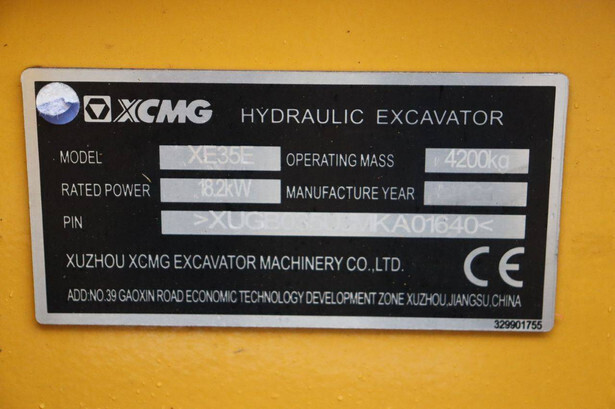 XCMG HYDRAULIC EXCAVATOR
MODEL XE35E OPERATING MASS 4200kg
RATED POWER 18.2kW MANUFACTURE YEAR
PIN
XUZHOU XCMG EXCAVATOR MACHINERY CO.,LTD. CE
ADD:NO.39 GAOXIN ROAD ECONOMIC TECHNOLOGY DEVELOPMENT ZONE XUZHOU,JIANGSU,CHINA
329901755